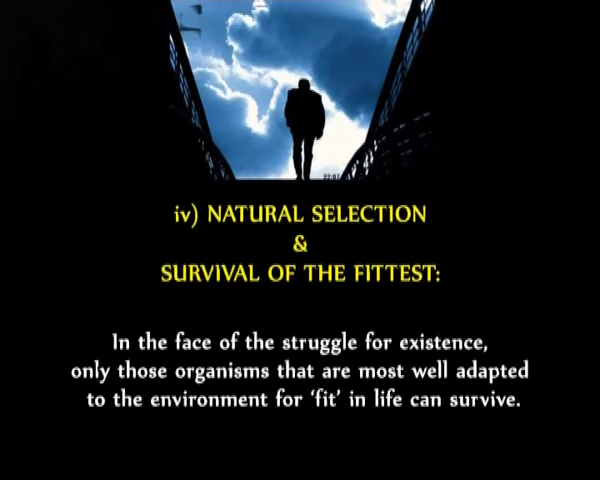 iv) NATURAL SELECTION
&
SURVIVAL OF THE FITTEST:
In the face of the struggle for existence,
only those organisms that are most well adapted
to the environment for ‘fit’ in life can survive.